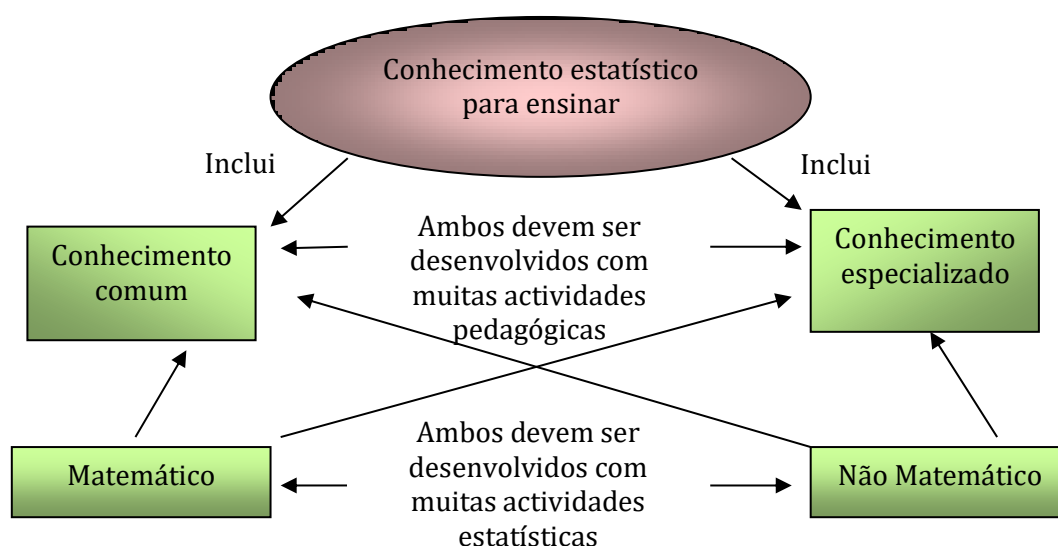 Conhecimento estatístico
para ensinar
Inclui
Inclui
Conhecimento
comum
Ambos devem ser
desenvolvidos com
muitas actividades
pedagógicas
Conhecimento
especializado
Matemático
Ambos devem ser
desenvolvidos com
muitas actividades
estatísticas
Não Matemático